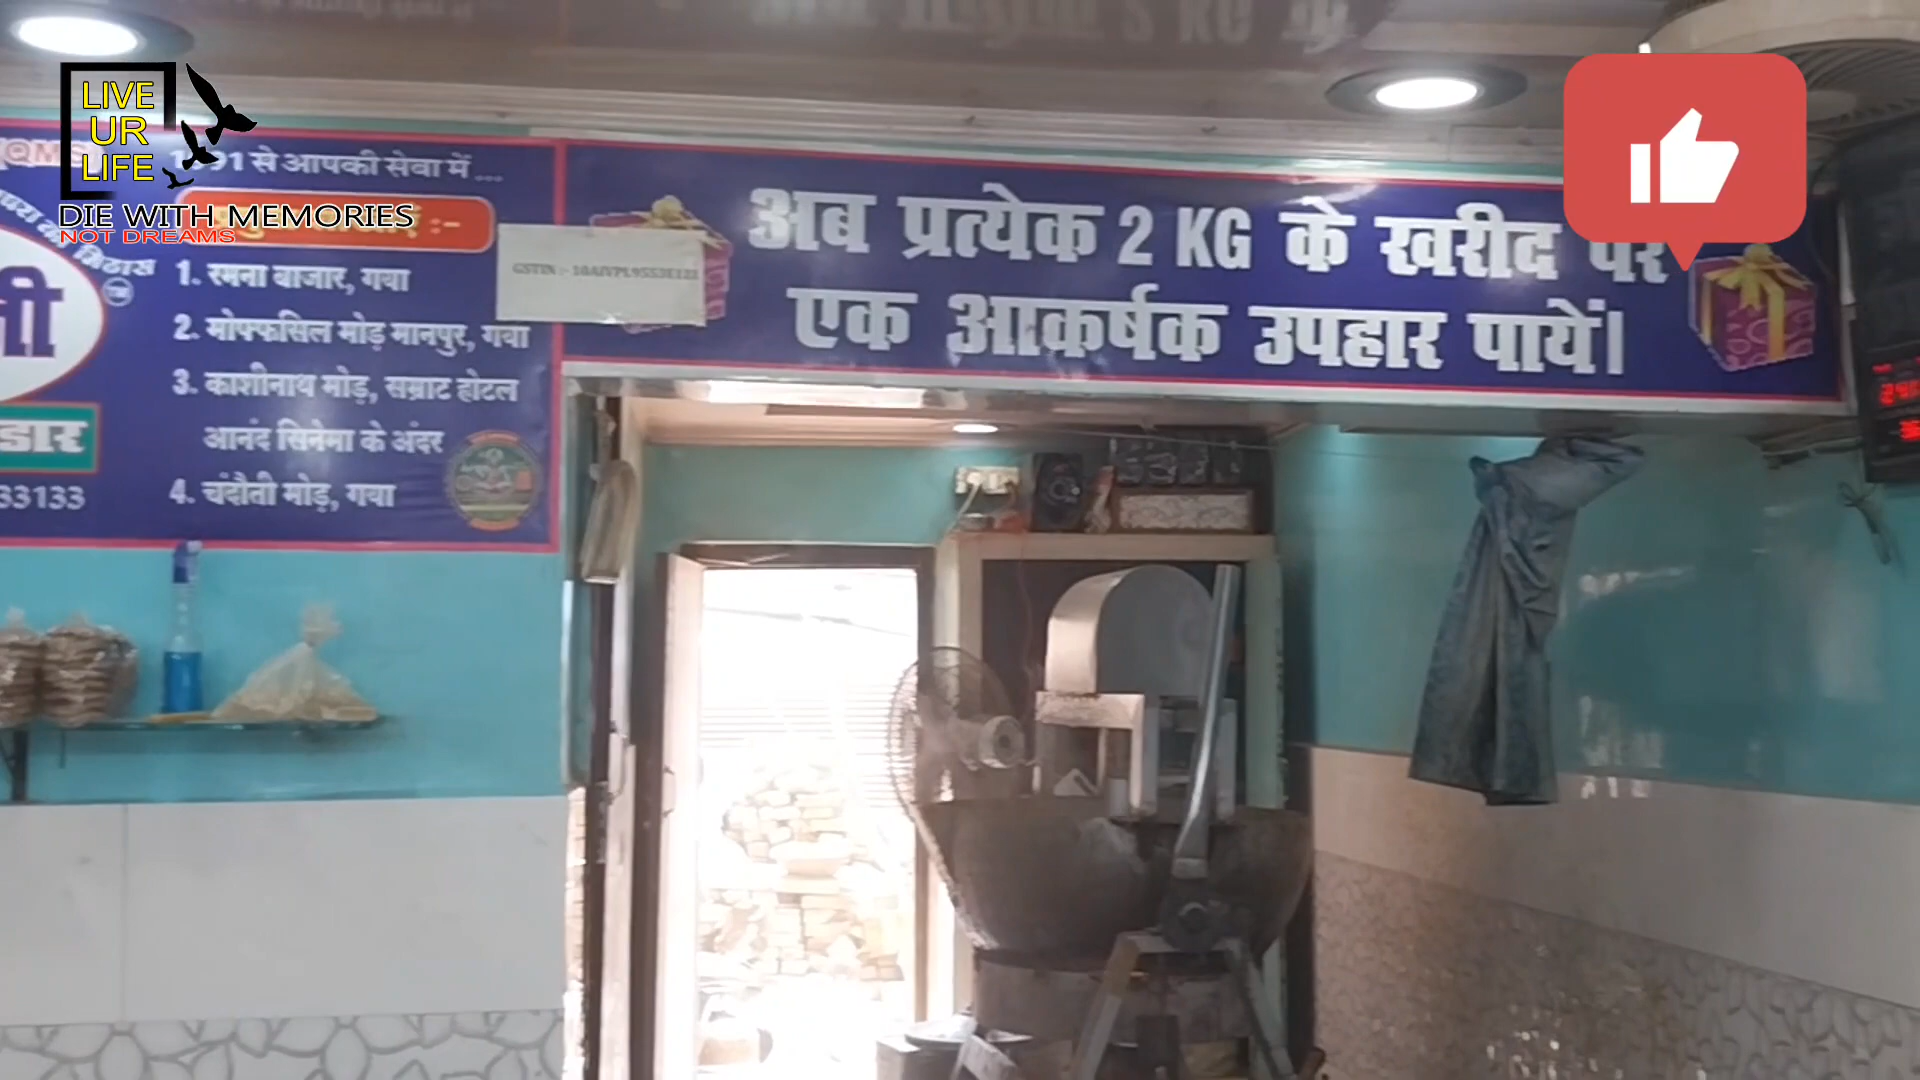 LIVE
UR
LIFE
DIE WITH MEMORIES
NOT DREAMS
से आपकी सेवा में...
1. रमना बाजार, गया
2. मोफ्फसिल मोड़ मानपुर, गया
3. काशीनाथ मोड़, सम्राट होटल
आनंद सिनेमा के अंदर
4. चंदौती मोड़, गया
डार
33133
GSTIN :-
अब प्रत्येक 2 KG के खरीद पर
एक आकर्षक उपहार पायें।